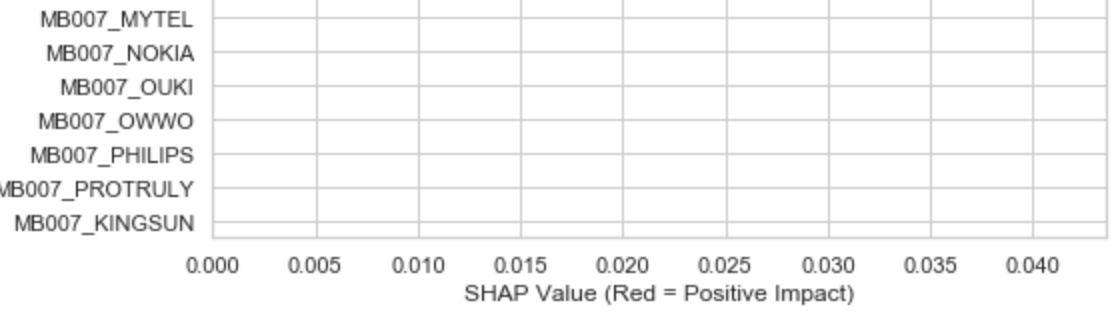 MB007_MYTEL
MB007_NOKIA
MB007_OUKI
MB007_OWWO
MB007_PHILIPS
MB007_PROTRULY
MB007_KINGSUN
0.000 0.005 0.010 0.015 0.020 0.025 0.030 0.035 0.040
SHAP Value (Red = Positive Impact)